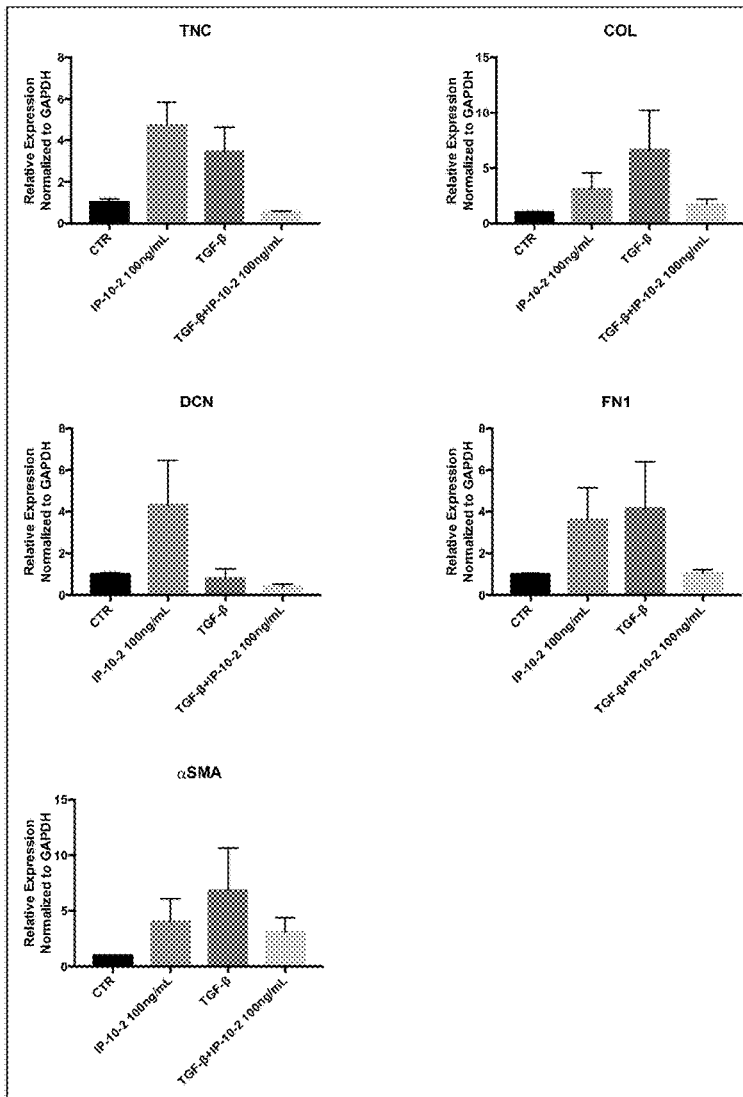 TNC
Relative Expression
Normalized to GAPDH
8
6
4
2
0
CTR
IP-10-2 100ng/mL
TGF-β
TGF-β+IP-10-2 100ng/mL
COL
Relative Expression
Normalized to GAPDH
15
10
5
0
CTR
IP-10-2 100ng/mL
TGF-β
TGF-β+IP-10-2 100ng/mL
DCN
Relative Expression
Normalized to GAPDH
8
6
4
2
0
CTR
IP-10-2 100ng/mL
TGF-β
TGF-β+IP-10-2 100ng/mL
FN1
Relative Expression
Normalized to GAPDH
8
6
4
2
0
CTR
IP-10-2 100ng/mL
TGF-β
TGF-β+IP-10-2 100ng/mL
αSMA
Relative Expression
Normalized to GAPDH
15
10
5
0
CTR
IP-10-2 100ng/mL
TGF-β
TGF-β+IP-10-2 100ng/mL